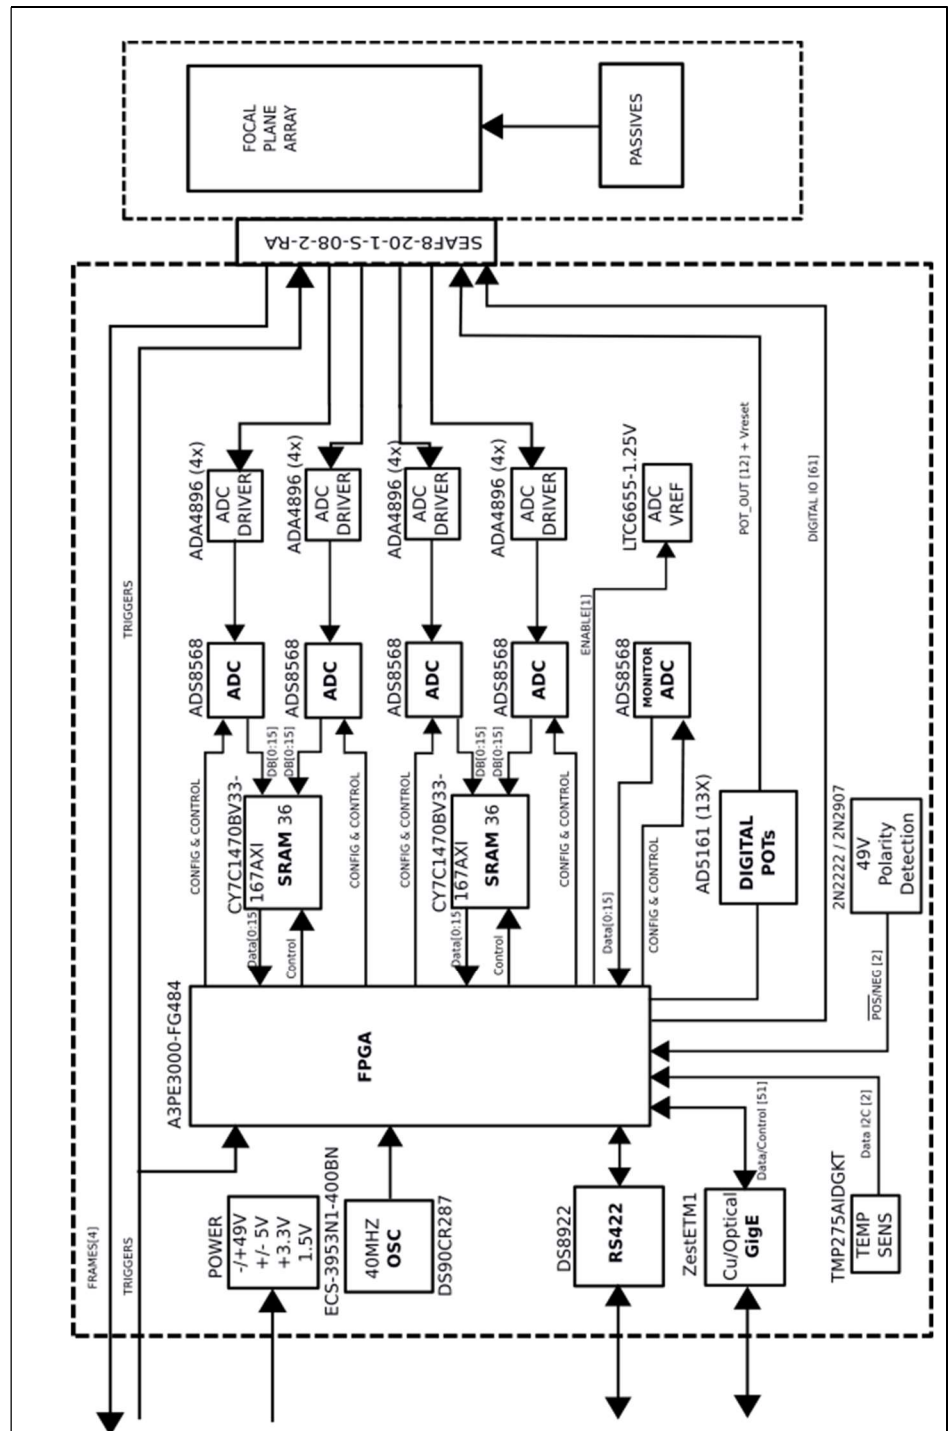 FOCAL
PLANE
ARRAY
PASSIVES
SEAF8-20-1-S-08-2-RA
TRIGGERS
ADA4896 (4x)
ADC
DRIVER
ADA4896 (4x)
ADC
DRIVER
ADA4896 (4x)
ADC
DRIVER
ADA4896 (4x)
ADC
DRIVER
LTC6655-1.25V
ADC
VREF
POT_OUT [12] + Vreset
DIGITAL IO [61]
ENABLE[1]
ADS8568
ADC
ADS8568
ADC
ADS8568
ADC
ADS8568
ADC
ADS8568
MONITOR
ADC
CONFIG & CONTROL
DB[0:15]
DB[0:15]
CONFIG & CONTROL
CONFIG & CONTROL
DB[0:15]
DB[0:15]
CONFIG & CONTROL
CY7C1470BV33-
167AXI
SRAM 36
CY7C1470BV33-
167AXI
SRAM 36
Data[0:15
Control
Data[0:15
Control
Data[0:15]
CONFIG & CONTROL
AD5161 (13X)
DIGITAL
POTs
2N2222 / 2N2907
49V
Polarity
Detection
POS/NEG [2]
A3PE3000-FG484
FPGA
FRAMES[4]
TRIGGERS
POWER
-/+49V
+/- 5V
+3.3V
1.5V
ECS-3953N1-400BN
40MHZ
OSC
DS90CR287
DS8922
RS422
ZestETM1
Cu/Optical
GigE
Data/Control [51]
TMP275AIDGKT
TEMP
SENS
Data I2C [2]